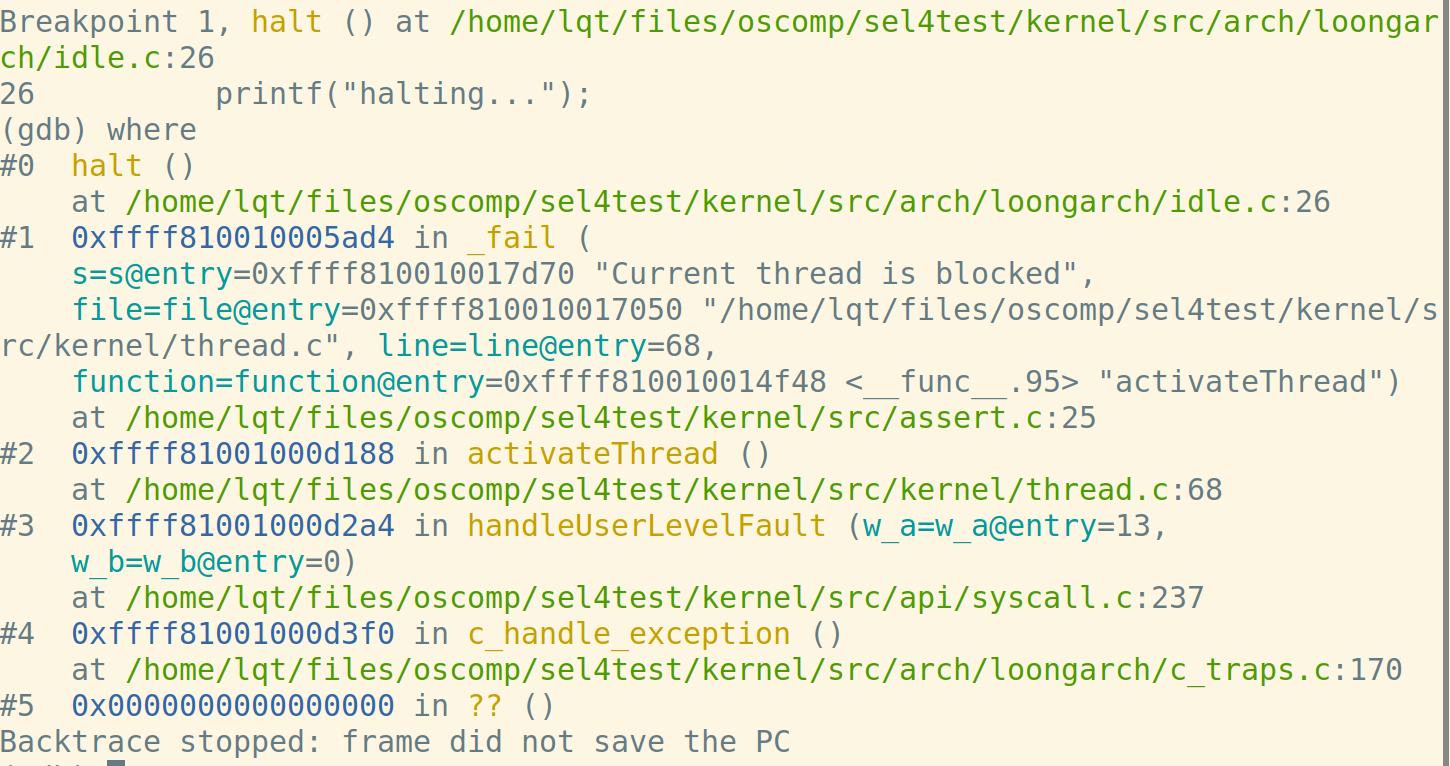 Breakpoint 1, halt () at /home/lqt/files/oscomp/sel4test/kernel/src/arch/loongar
ch/idle.c:26
26          printf("halting...");
(gdb) where
#0  halt ()
    at /home/lqt/files/oscomp/sel4test/kernel/src/arch/loongarch/idle.c:26
#1  0xffff810010005ad4 in _fail (
    s=s@entry=0xffff810010017d70 "Current thread is blocked",
    file=file@entry=0xffff810010017050 "/home/lqt/files/oscomp/sel4test/kernel/s
rc/kernel/thread.c", line=line@entry=68,
    function=function@entry=0xffff810010014f48 <__func__.95> "activateThread")
    at /home/lqt/files/oscomp/sel4test/kernel/src/assert.c:25
#2  0xffff81001000d188 in activateThread ()
    at /home/lqt/files/oscomp/sel4test/kernel/src/kernel/thread.c:68
#3  0xffff81001000d2a4 in handleUserLevelFault (w_a=w_a@entry=13,
    w_b=w_b@entry=0)
    at /home/lqt/files/oscomp/sel4test/kernel/src/api/syscall.c:237
#4  0xffff81001000d3f0 in c_handle_exception ()
    at /home/lqt/files/oscomp/sel4test/kernel/src/arch/loongarch/c_traps.c:170
#5  0x0000000000000000 in ?? ()
Backtrace stopped: frame did not save the PC